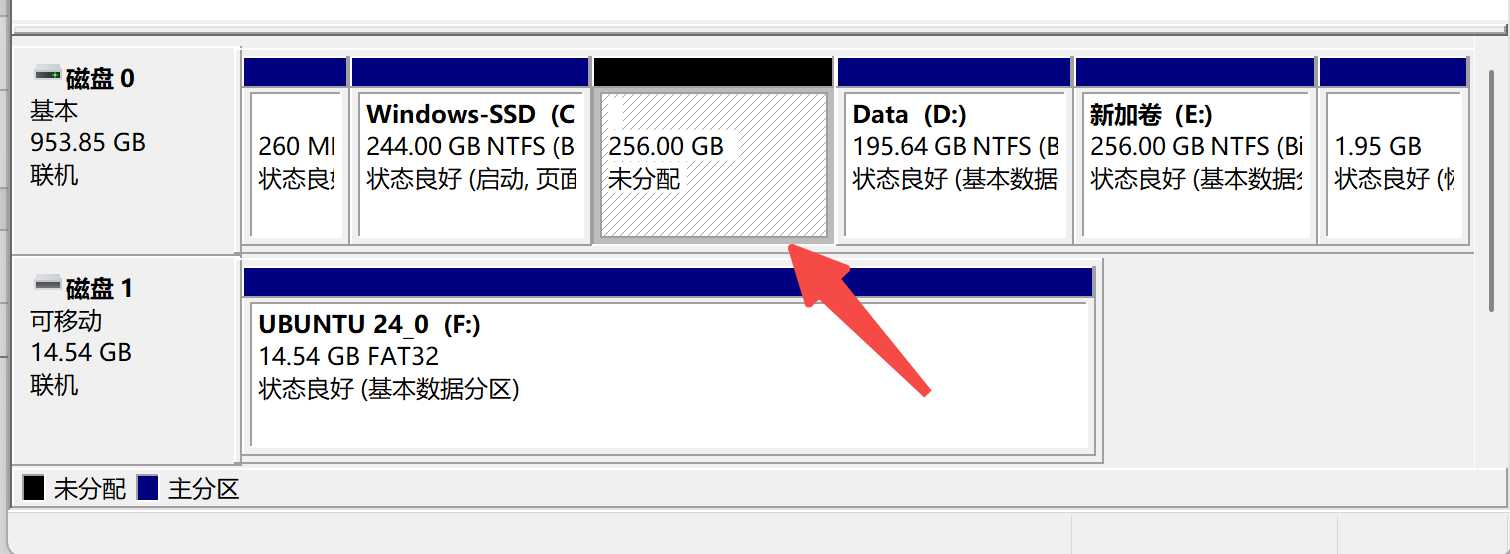 磁盘 0
基本
953.85 GB
联机
260 MI
状态良好
Windows-SSD (C
244.00 GB NTFS (B
状态良好 (启动, 页面
256.00 GB
未分配
Data (D:)
195.64 GB NTFS (B
状态良好 (基本数据
新加卷 (E:)
256.00 GB NTFS (Bi
状态良好 (基本数据分
1.95 GB
状态良好 (恢
磁盘 1
可移动
14.54 GB
联机
UBUNTU 24_0 (F:)
14.54 GB FAT32
状态良好 (基本数据分区)
未分配
主分区